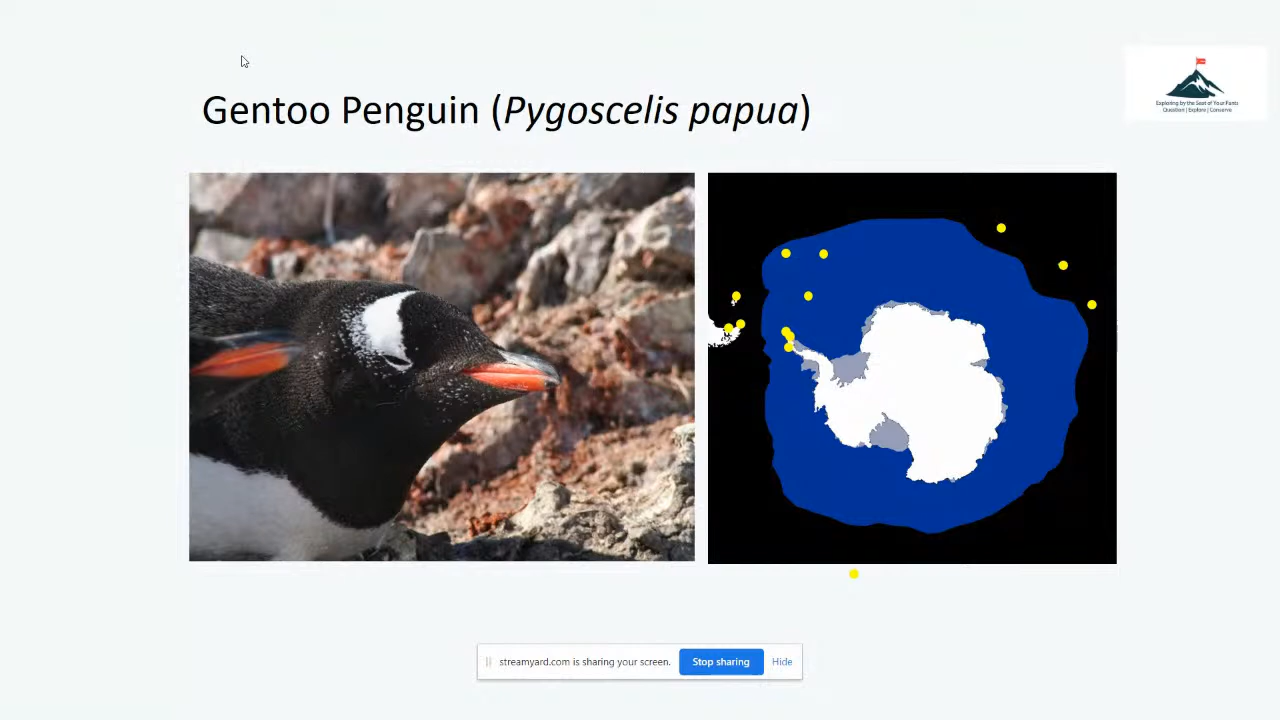 Gentoo Penguin (Pygoscelis papua)
Exploring by the Seat of Your Pants
Question | Explore | Conserve
streamyard.com is sharing your screen.
Stop sharing
Hide